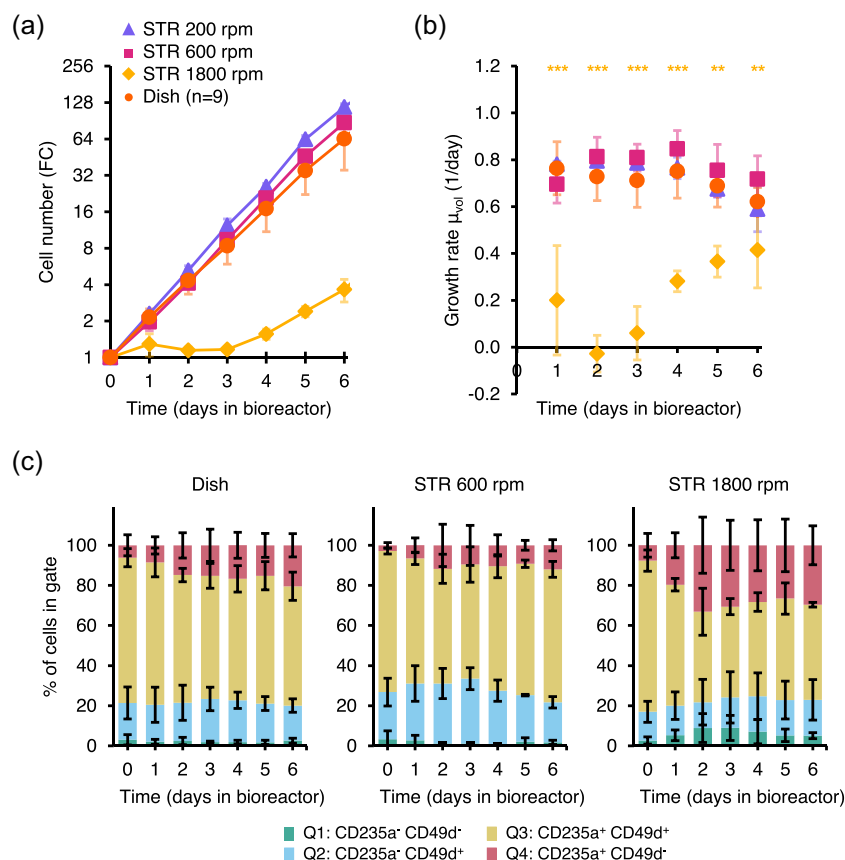 (a)
STR 200 rpm
STR 600 rpm
STR 1800 rpm
Dish (n=9)
Cell number (FC)
256
128
64
32
16
8
4
2
1
0 1 2 3 4 5 6
Time (days in bioreactor)
(b)
*** *** *** *** ** **
Growth rate μvol (1/day)
1.2
1.0
0.8
0.6
0.4
0.2
0.0
-0.2
0 1 2 3 4 5 6
Time (days in bioreactor)
(c)
Dish
STR 600 rpm
STR 1800 rpm
% of cells in gate
100
80
60
40
20
0
0 1 2 3 4 5 6
Time (days in bioreactor)
100
80
60
40
20
0
0 1 2 3 4 5 6
Time (days in bioreactor)
100
80
60
40
20
0
0 1 2 3 4 5 6
Time (days in bioreactor)
Q1: CD235a⁻ CD49d⁻
Q3: CD235a⁺ CD49d⁺
Q2: CD235a⁻ CD49d⁺
Q4: CD235a⁺ CD49d⁻